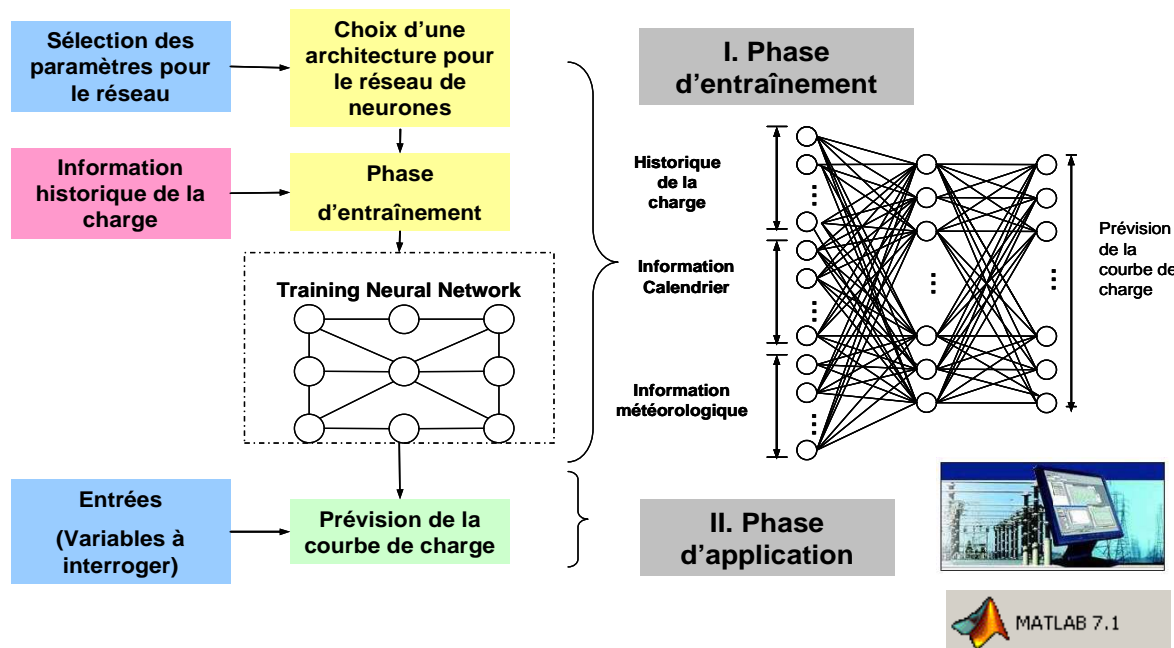 Sélection des
paramètres pour
le réseau
Choix d’une
architecture pour
le réseau de
neurones
Information
historique de la
charge
Phase
d’entraînement
Training Neural Network
Entrées
(Variables à
interroger)
Prévision de la
courbe de charge
I. Phase
d’entraînement
Historique
de la
charge
Information
Calendrier
Information
météorologique
Prévision
de la
courbe de
charge
II. Phase
d’application
MATLAB 7.1